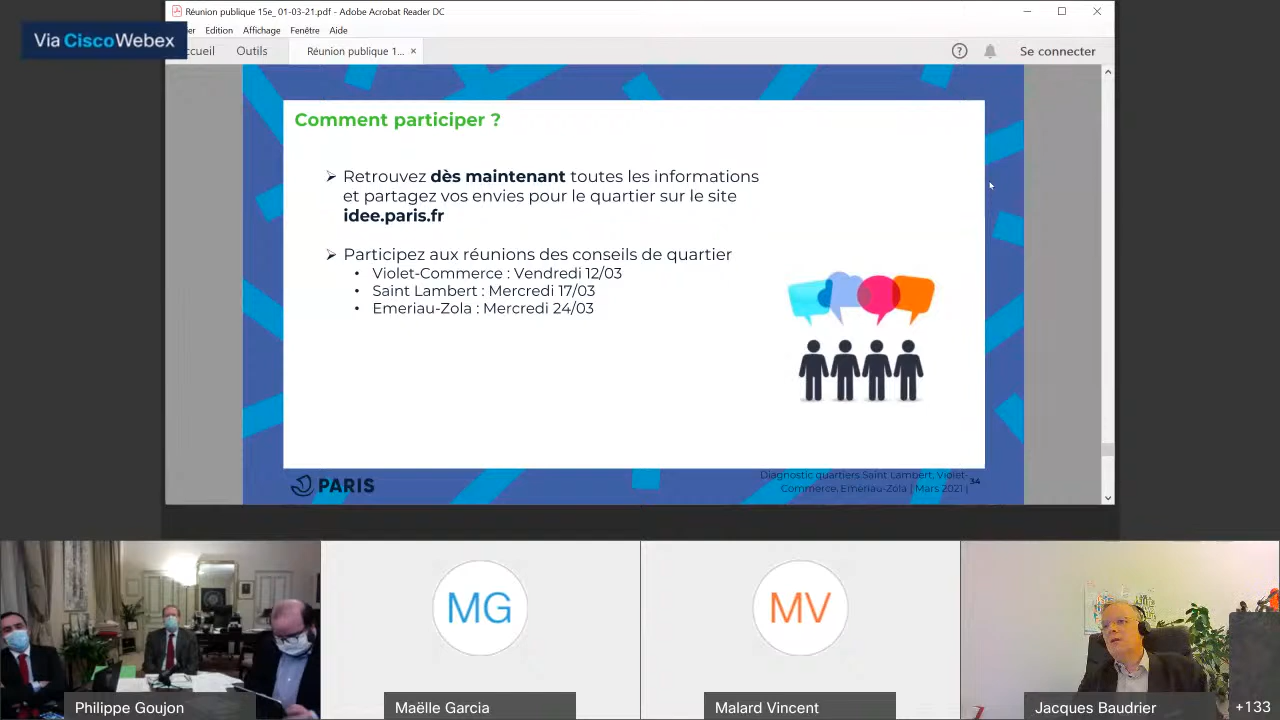 Réunion publique 15e_ 01-03-21.pdf - Adobe Acrobat Reader DC
Via CiscoWebex
Edition Affichage Fenêtre Aide
Outils
Réunion publique 1... ×
? Se connecter
Comment participer ?
Retrouvez dès maintenant toutes les informations
et partagez vos envies pour le quartier sur le site
idee.paris.fr
Participez aux réunions des conseils de quartier
• Violet-Commerce : Vendredi 12/03
• Saint Lambert : Mercredi 17/03
• Emeriau-Zola : Mercredi 24/03
PARIS
Diagnostic quartiers Saint Lambert, Violet-
Commerce, Emeriau-Zola | Mars 2021 | 34
MG
MV
Philippe Goujon
Maëlle Garcia
Malard Vincent
Jacques Baudrier
+133